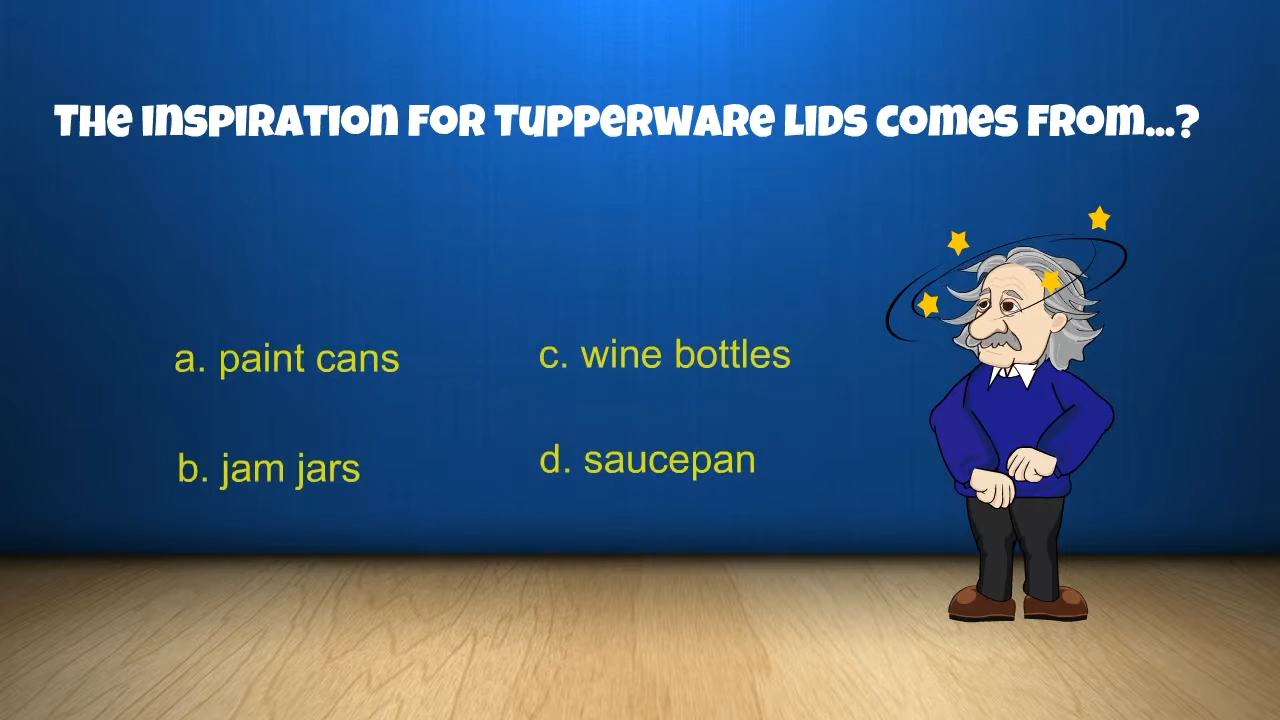 The inspiration for Tupperware lids comes from...?
a. paint cans
b. jam jars
c. wine bottles
d. saucepan